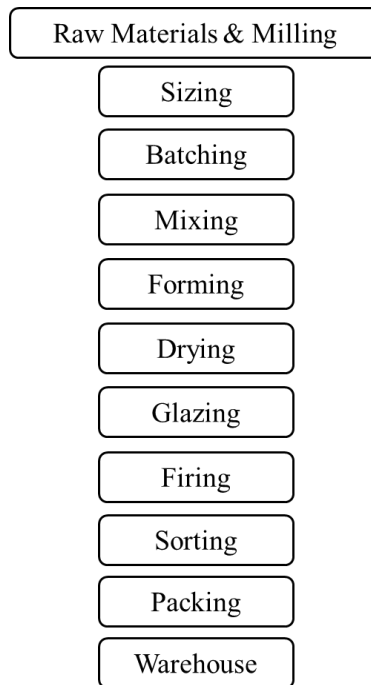 Raw Materials & Milling
Sizing
Batching
Mixing
Forming
Drying
Glazing
Firing
Sorting
Packing
Warehouse